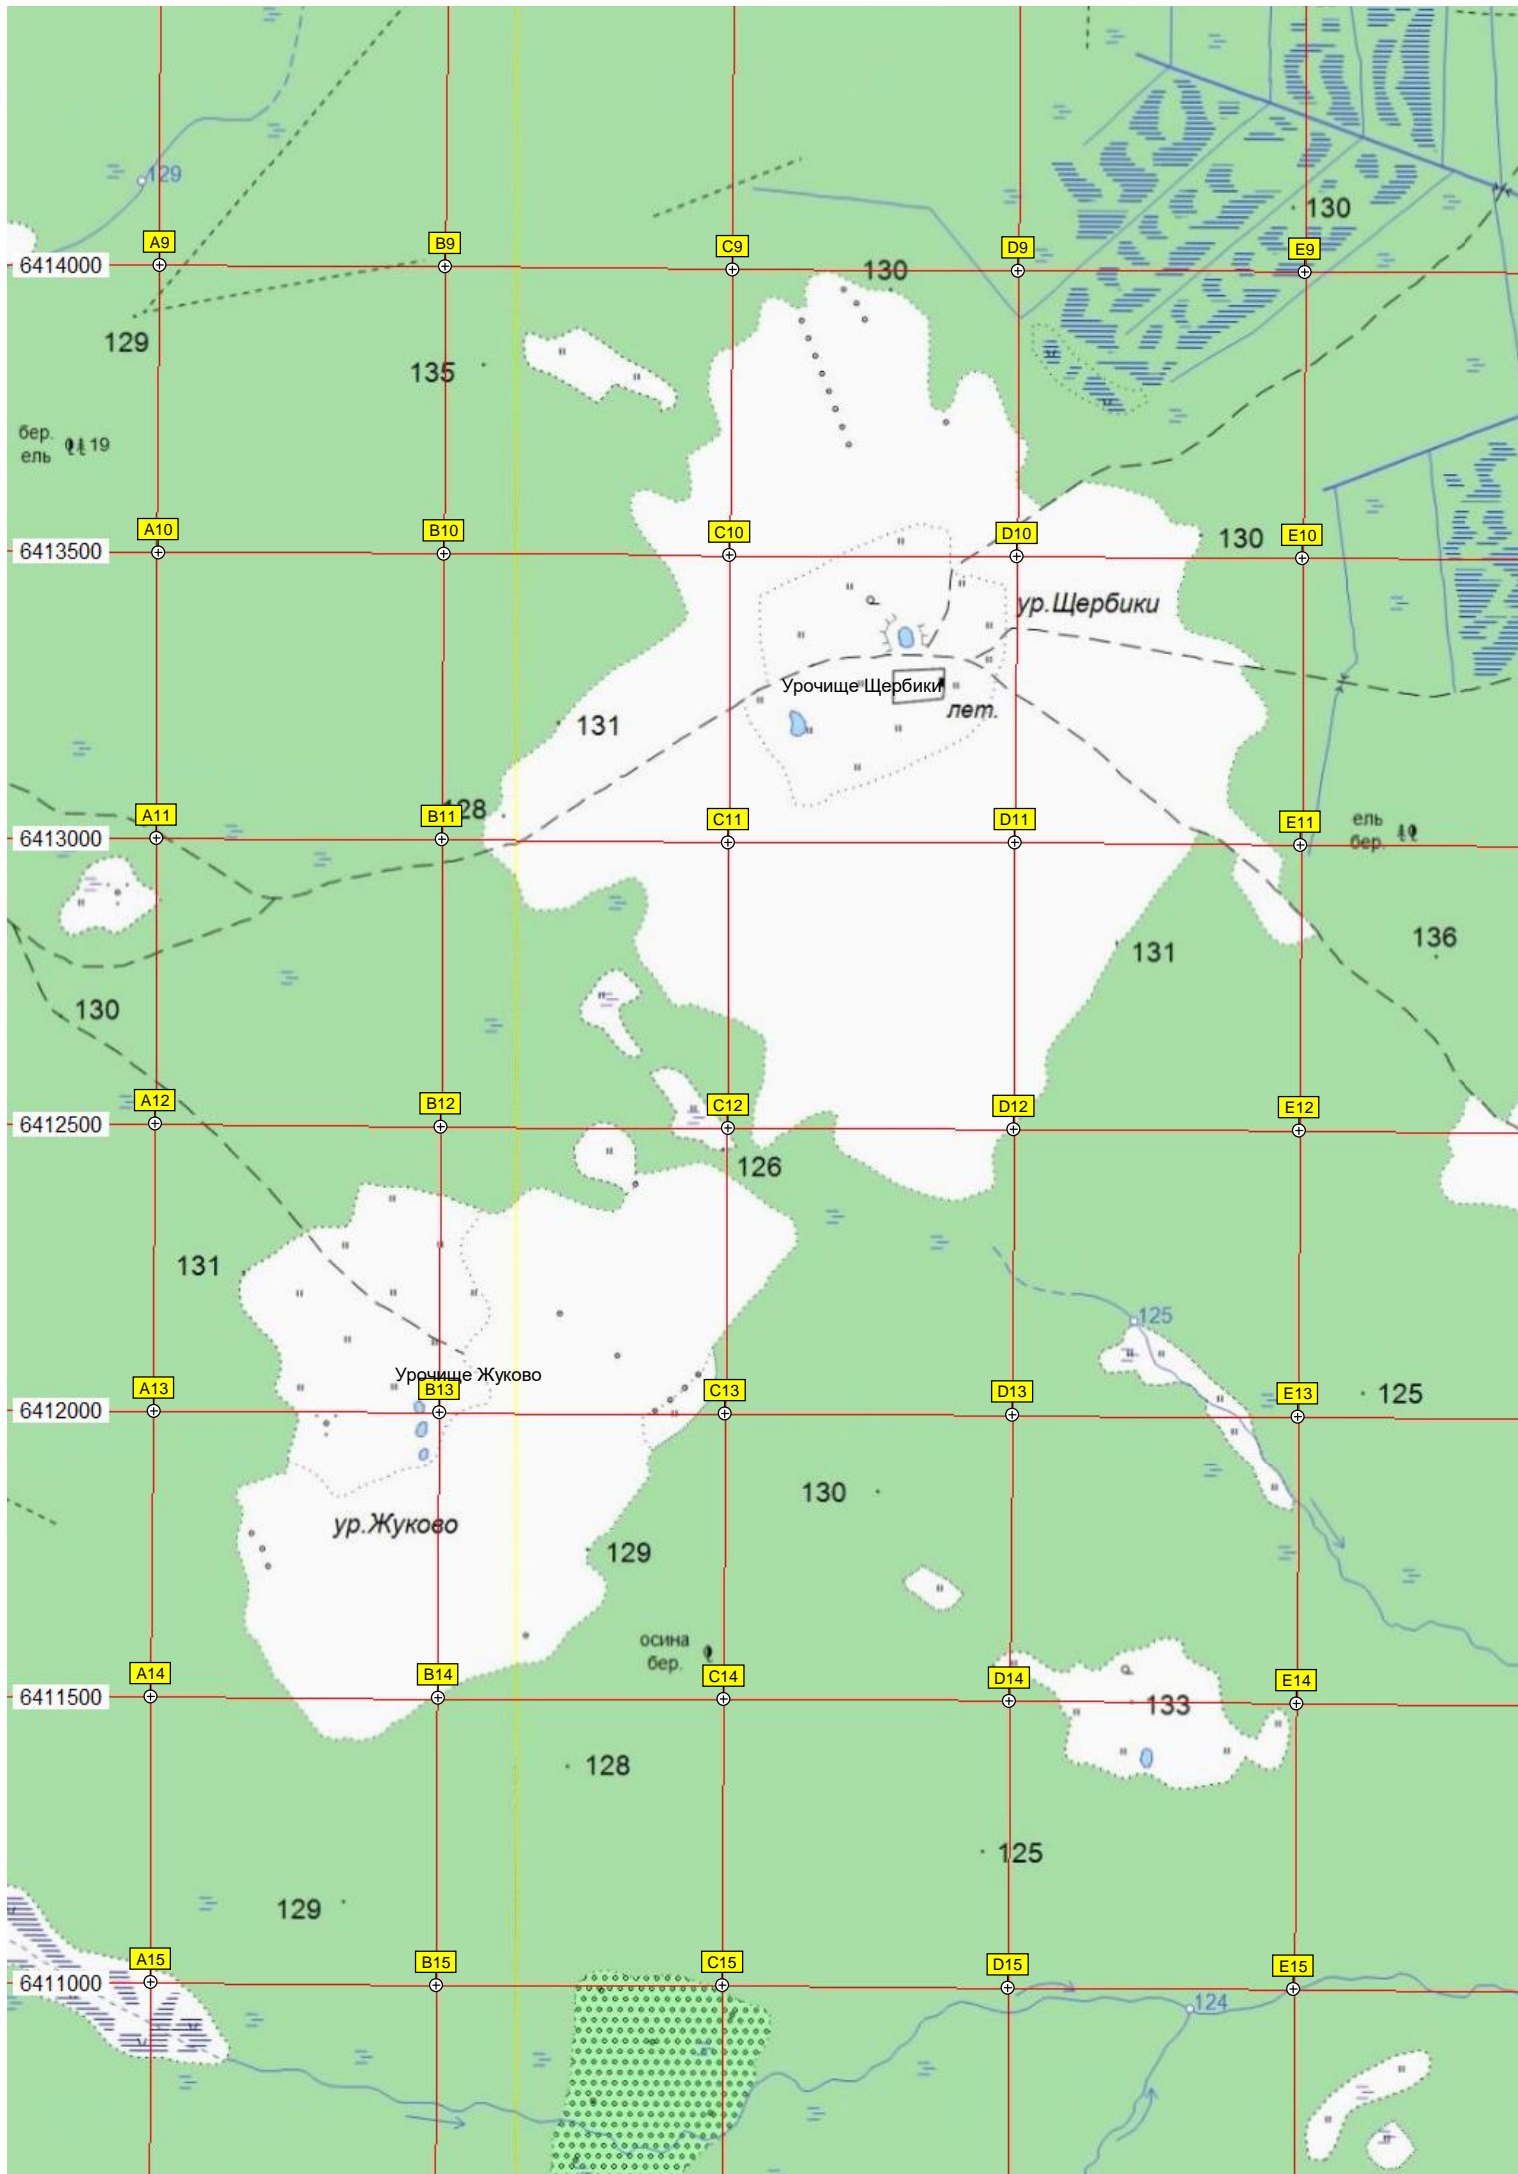 129
130
A9
B9
C9
D9
E9
6414000
130
129
135
бер.
ель
19
A10
B10
C10
D10
E10
6413500
130
ур.Щербики
Урочище Щербики
лет.
131
128
A11
B11
C11
D11
E11
6413000
ель
бер.
136
131
130
A12
B12
C12
D12
E12
6412500
126
131
125
Урочище Жуково
A13
B13
C13
D13
E13
6412000
125
130
ур.Жуково
129
осина
бер.
A14
B14
C14
D14
E14
6411500
133
128
125
129
A15
B15
C15
D15
E15
6411000
124